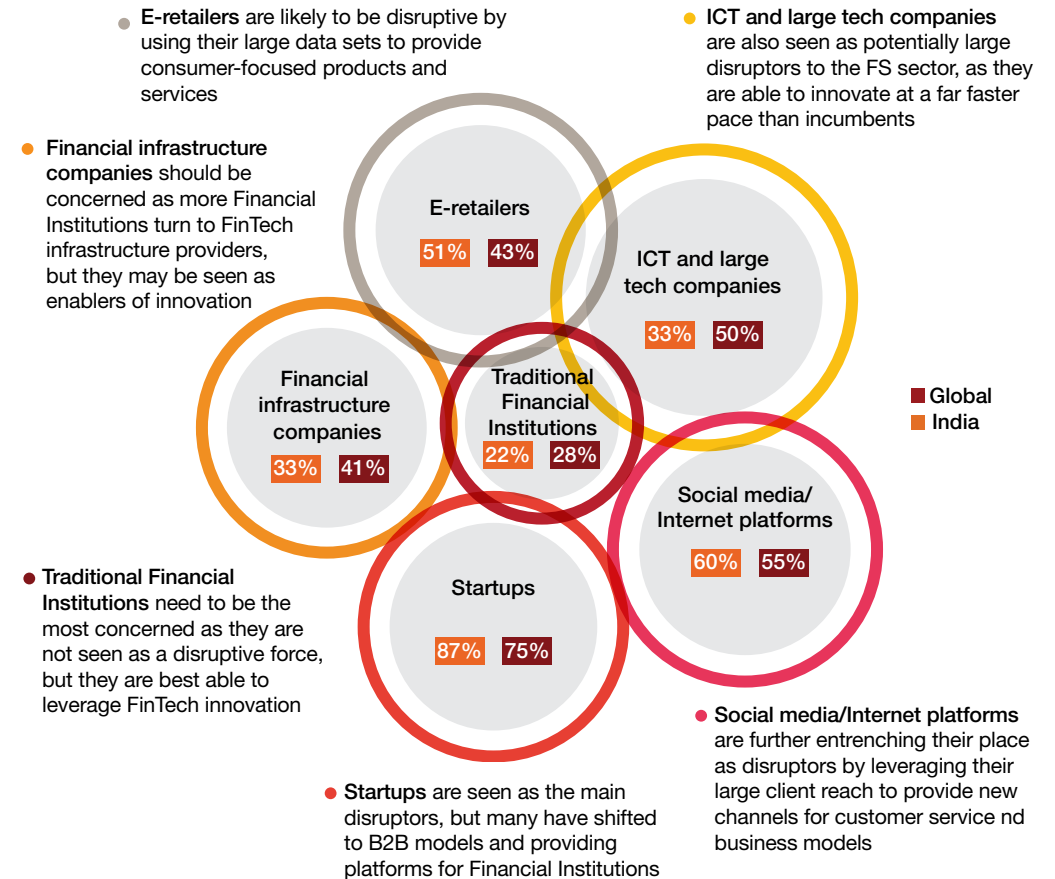 E-retailers are likely to be disruptive by
using their large data sets to provide
consumer-focused products and
services
ICT and large tech companies
are also seen as potentially large
disruptors to the FS sector, as they
are able to innovate at a far faster
pace than incumbents
Financial infrastructure
companies should be
concerned as more Financial
Institutions turn to FinTech
infrastructure providers,
but they may be seen as
enablers of innovation
E-retailers
51% 43%
ICT and large
tech companies
33% 50%
Financial
infrastructure
companies
33% 41%
Traditional
Financial
Institutions
22% 28%
Global
India
Social media/
Internet platforms
60% 55%
Startups
87% 75%
Traditional Financial
Institutions need to be the
most concerned as they are
not seen as a disruptive force,
but they are best able to
leverage FinTech innovation
Social media/Internet platforms
are further entrenching their place
as disruptors by leveraging their
large client reach to provide new
channels for customer service nd
business models
Startups are seen as the main
disruptors, but many have shifted
to B2B models and providing
platforms for Financial Institutions